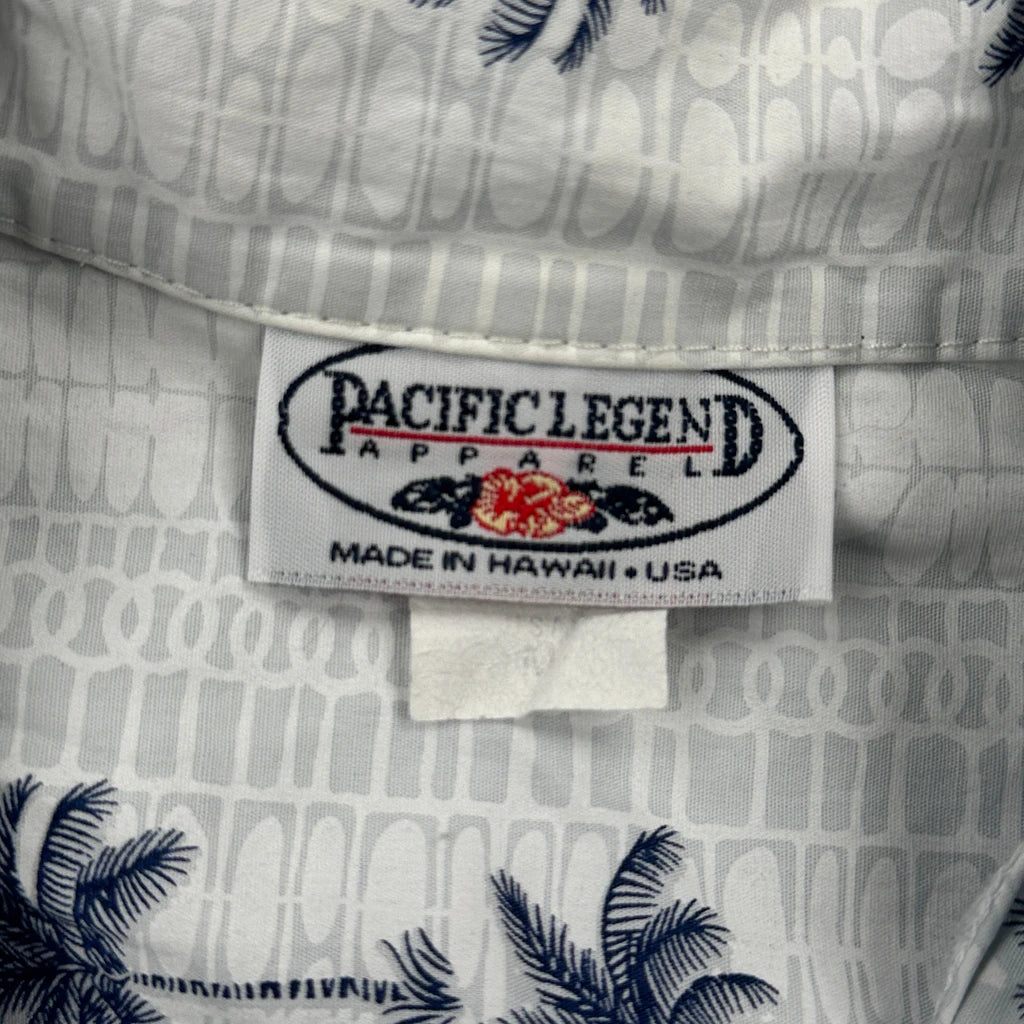 PACIFIC LEGEND
APPAREL
MADE IN HAWAII • USA